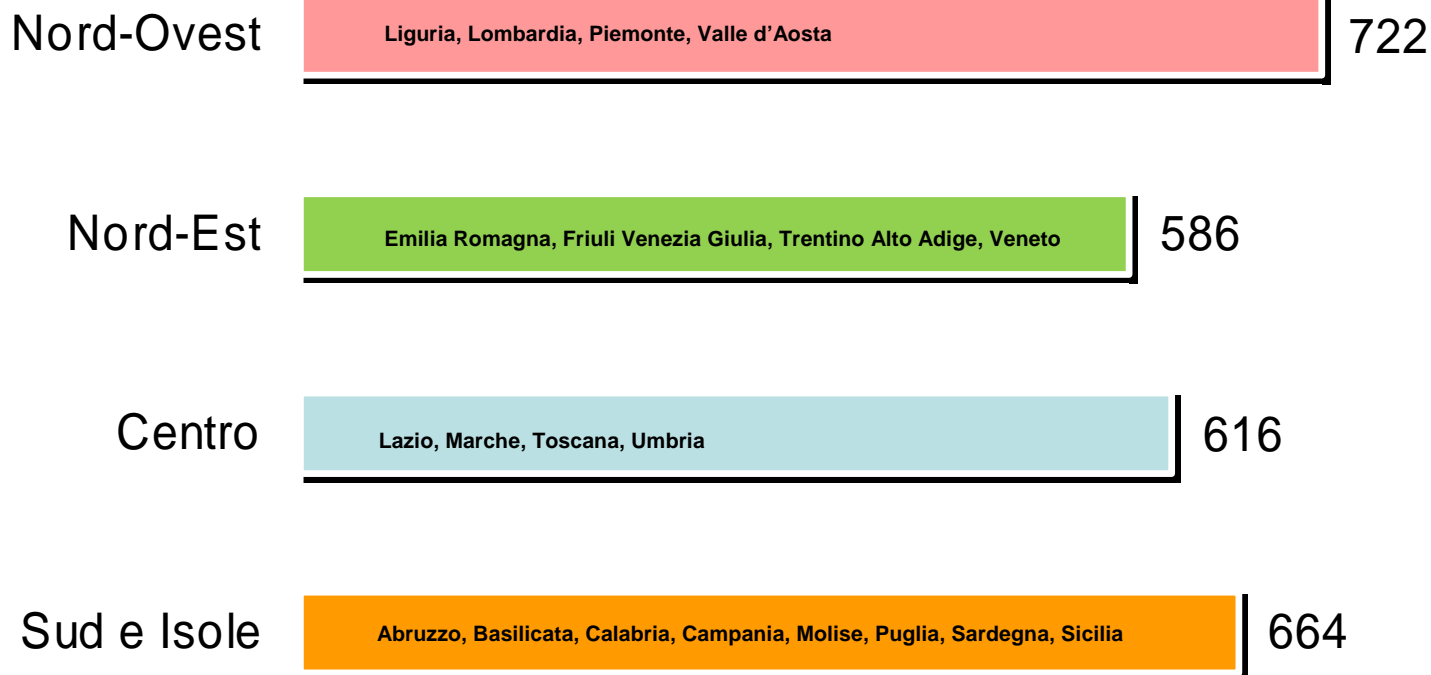 Nord-Ovest Liguria, Lombardia, Piemonte, Valle d’Aosta 722
Nord-Est Emilia Romagna, Friuli Venezia Giulia, Trentino Alto Adige, Veneto 586
Centro Lazio, Marche, Toscana, Umbria 616
Sud e Isole Abruzzo, Basilicata, Calabria, Campania, Molise, Puglia, Sardegna, Sicilia 664